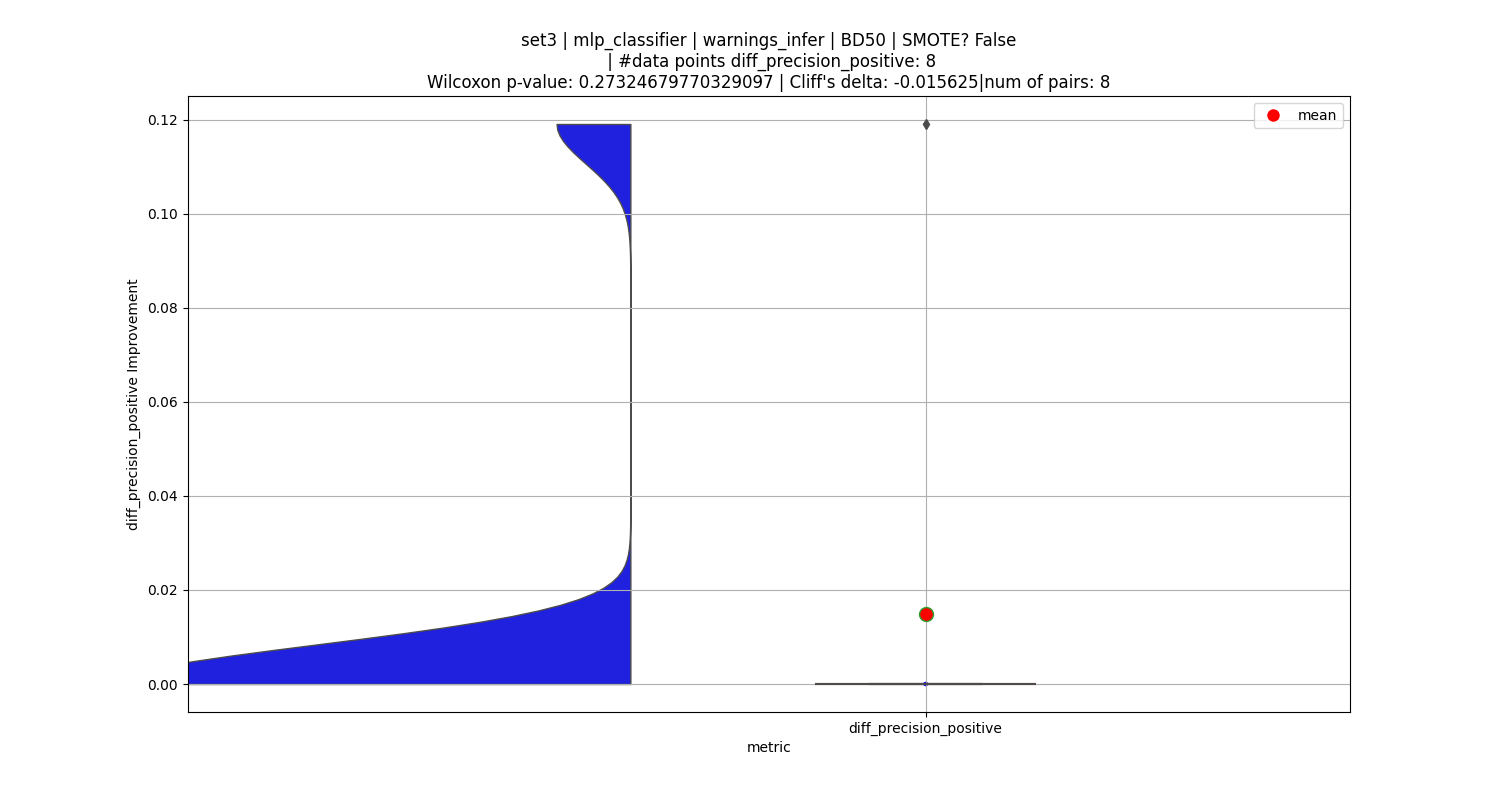 set3 | mlp_classifier | warnings_infer | BD50 | SMOTE? False
| #data points diff_precision_positive: 8
Wilcoxon p-value: 0.27324679770329097 | Cliff's delta: -0.015625|num of pairs: 8
mean
0.12
0.10
0.08
0.06
0.04
0.02
0.00
diff_precision_positive Improvement
diff_precision_positive
metric